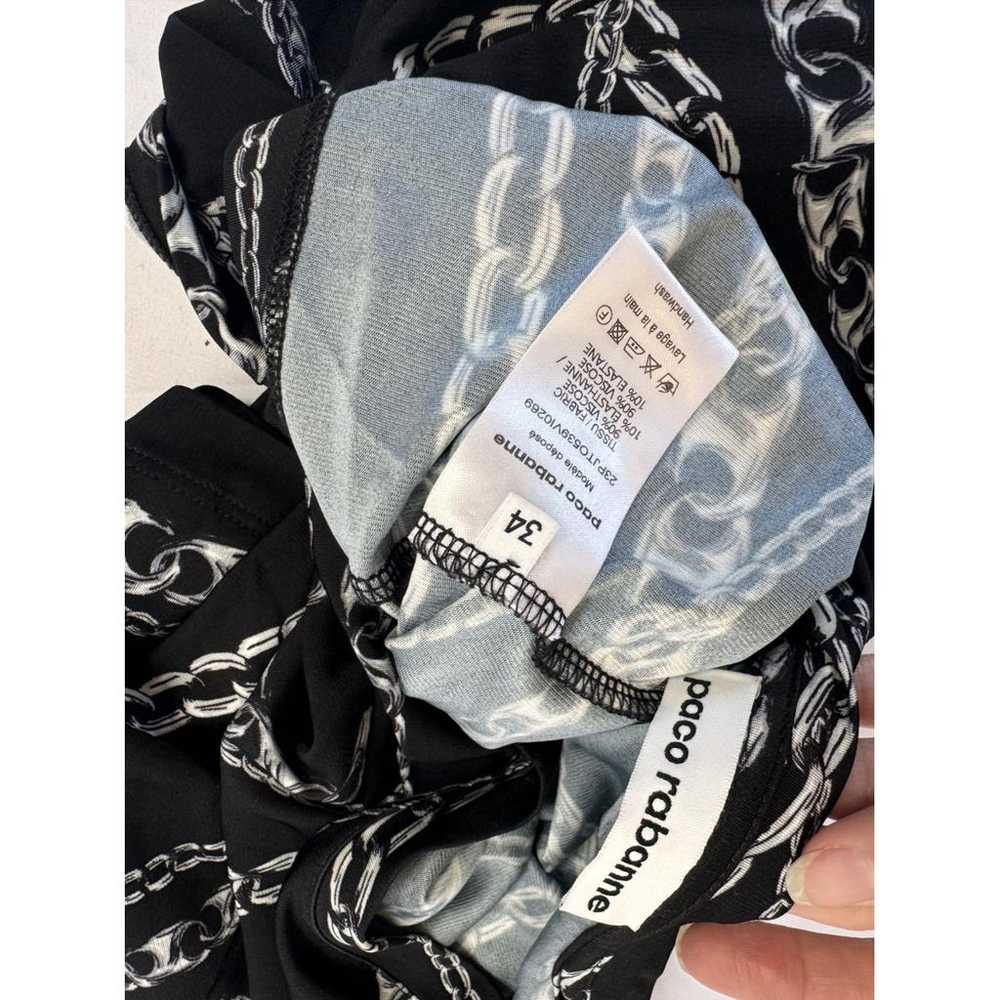 paco rabanne
Modèle déposé
23PJTO539VI0269
TISSU / FABRIC
90% VISCOSE
10% ELASTHANNE /
90% VISCOSE
10% ELASTANE
F
Lavage à la main
Handwash
34
paco rabanne